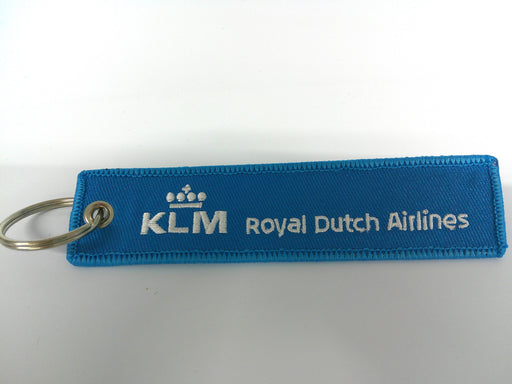 KLM Royal Dutch Airlines